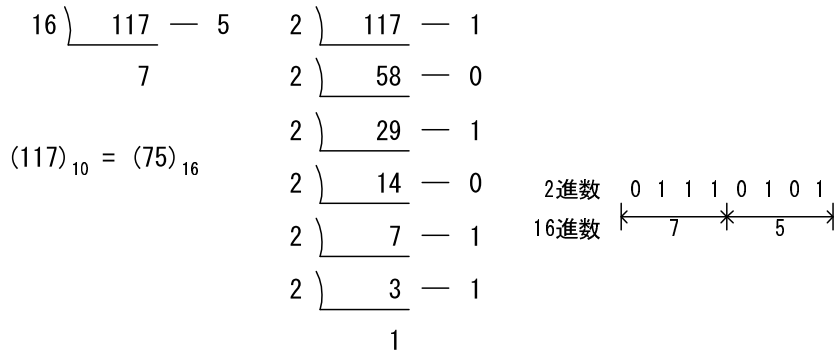 16 ) 117 — 5
7
(117)₁₀ = (75)₁₆
2 ) 117 — 1
2 ) 58 — 0
2 ) 29 — 1
2 ) 14 — 0
2 ) 7 — 1
2 ) 3 — 1
1
2進数 0 1 1 1 0 1 0 1
16進数 7 5